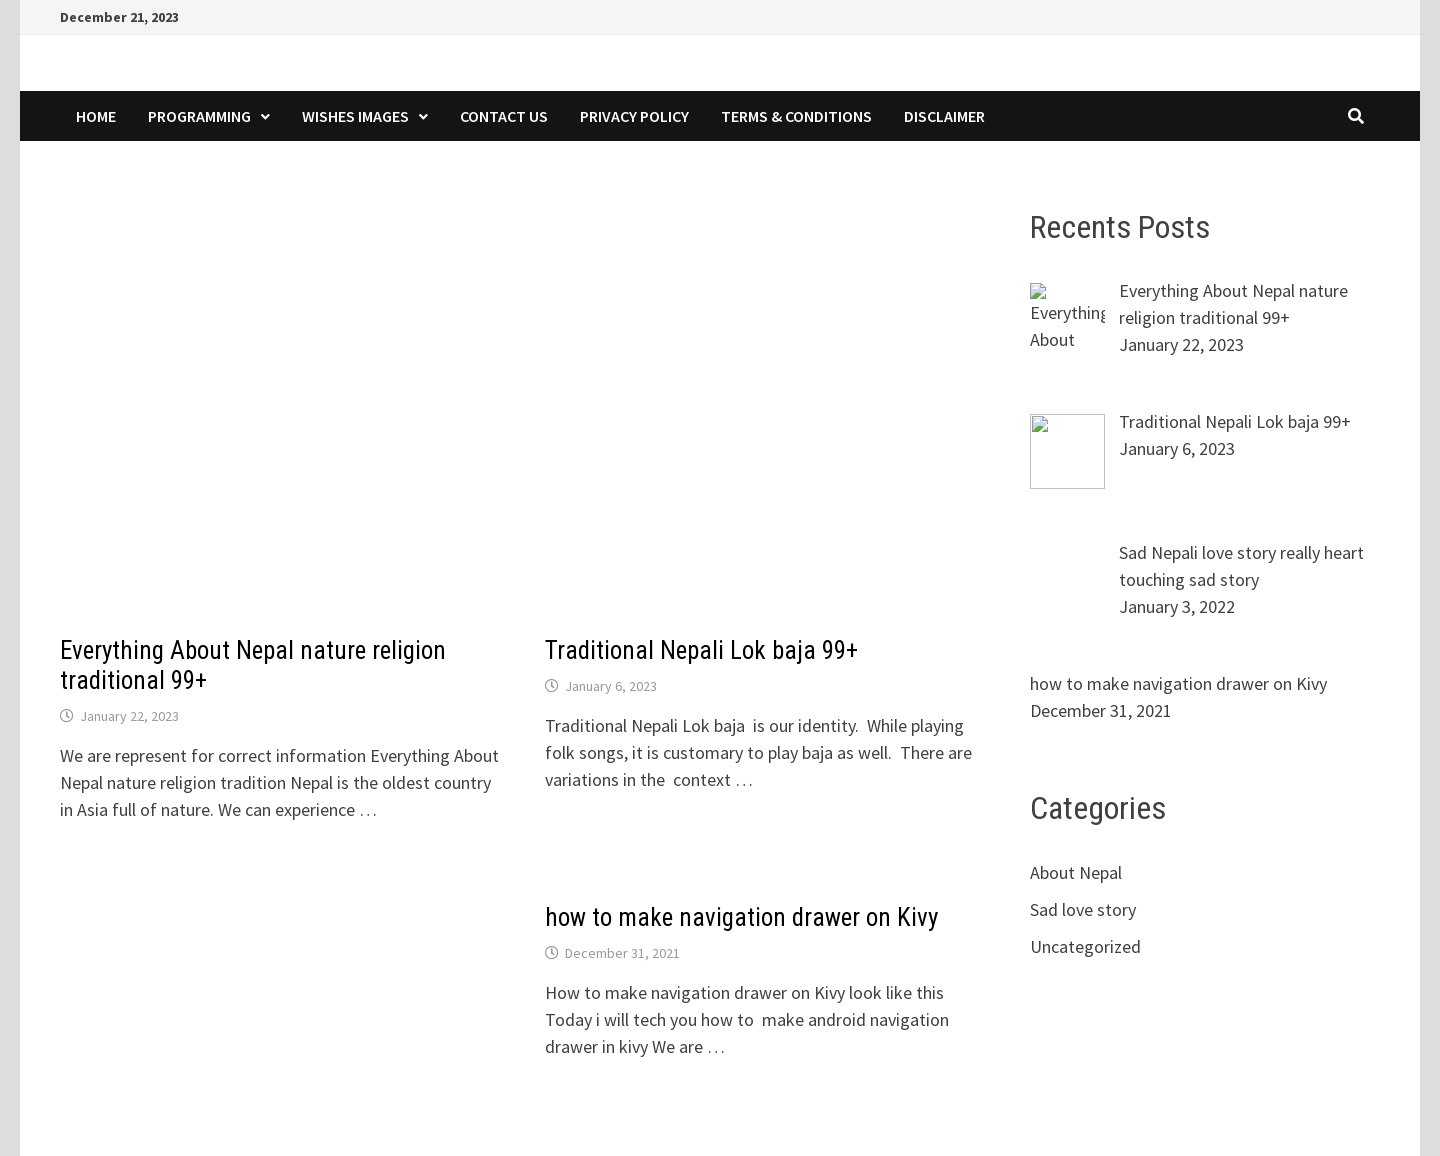 December 21, 2023
HOME
PROGRAMMING
WISHES IMAGES
CONTACT US
PRIVACY POLICY
TERMS & CONDITIONS
DISCLAIMER
Everything About Nepal nature religion
traditional 99+
January 22, 2023
We are represent for correct information Everything About
Nepal nature religion tradition Nepal is the oldest country
in Asia full of nature. We can experience …
Traditional Nepali Lok baja 99+
January 6, 2023
Traditional Nepali Lok baja  is our identity.  While playing
folk songs, it is customary to play baja as well.  There are
variations in the  context …
how to make navigation drawer on Kivy
December 31, 2021
How to make navigation drawer on Kivy look like this
Today i will tech you how to  make android navigation
drawer in kivy We are …
Recents Posts
Everything
About
Everything About Nepal nature
religion traditional 99+
January 22, 2023
Traditional Nepali Lok baja 99+
January 6, 2023
Sad Nepali love story really heart
touching sad story
January 3, 2022
how to make navigation drawer on Kivy
December 31, 2021
Categories
About Nepal
Sad love story
Uncategorized